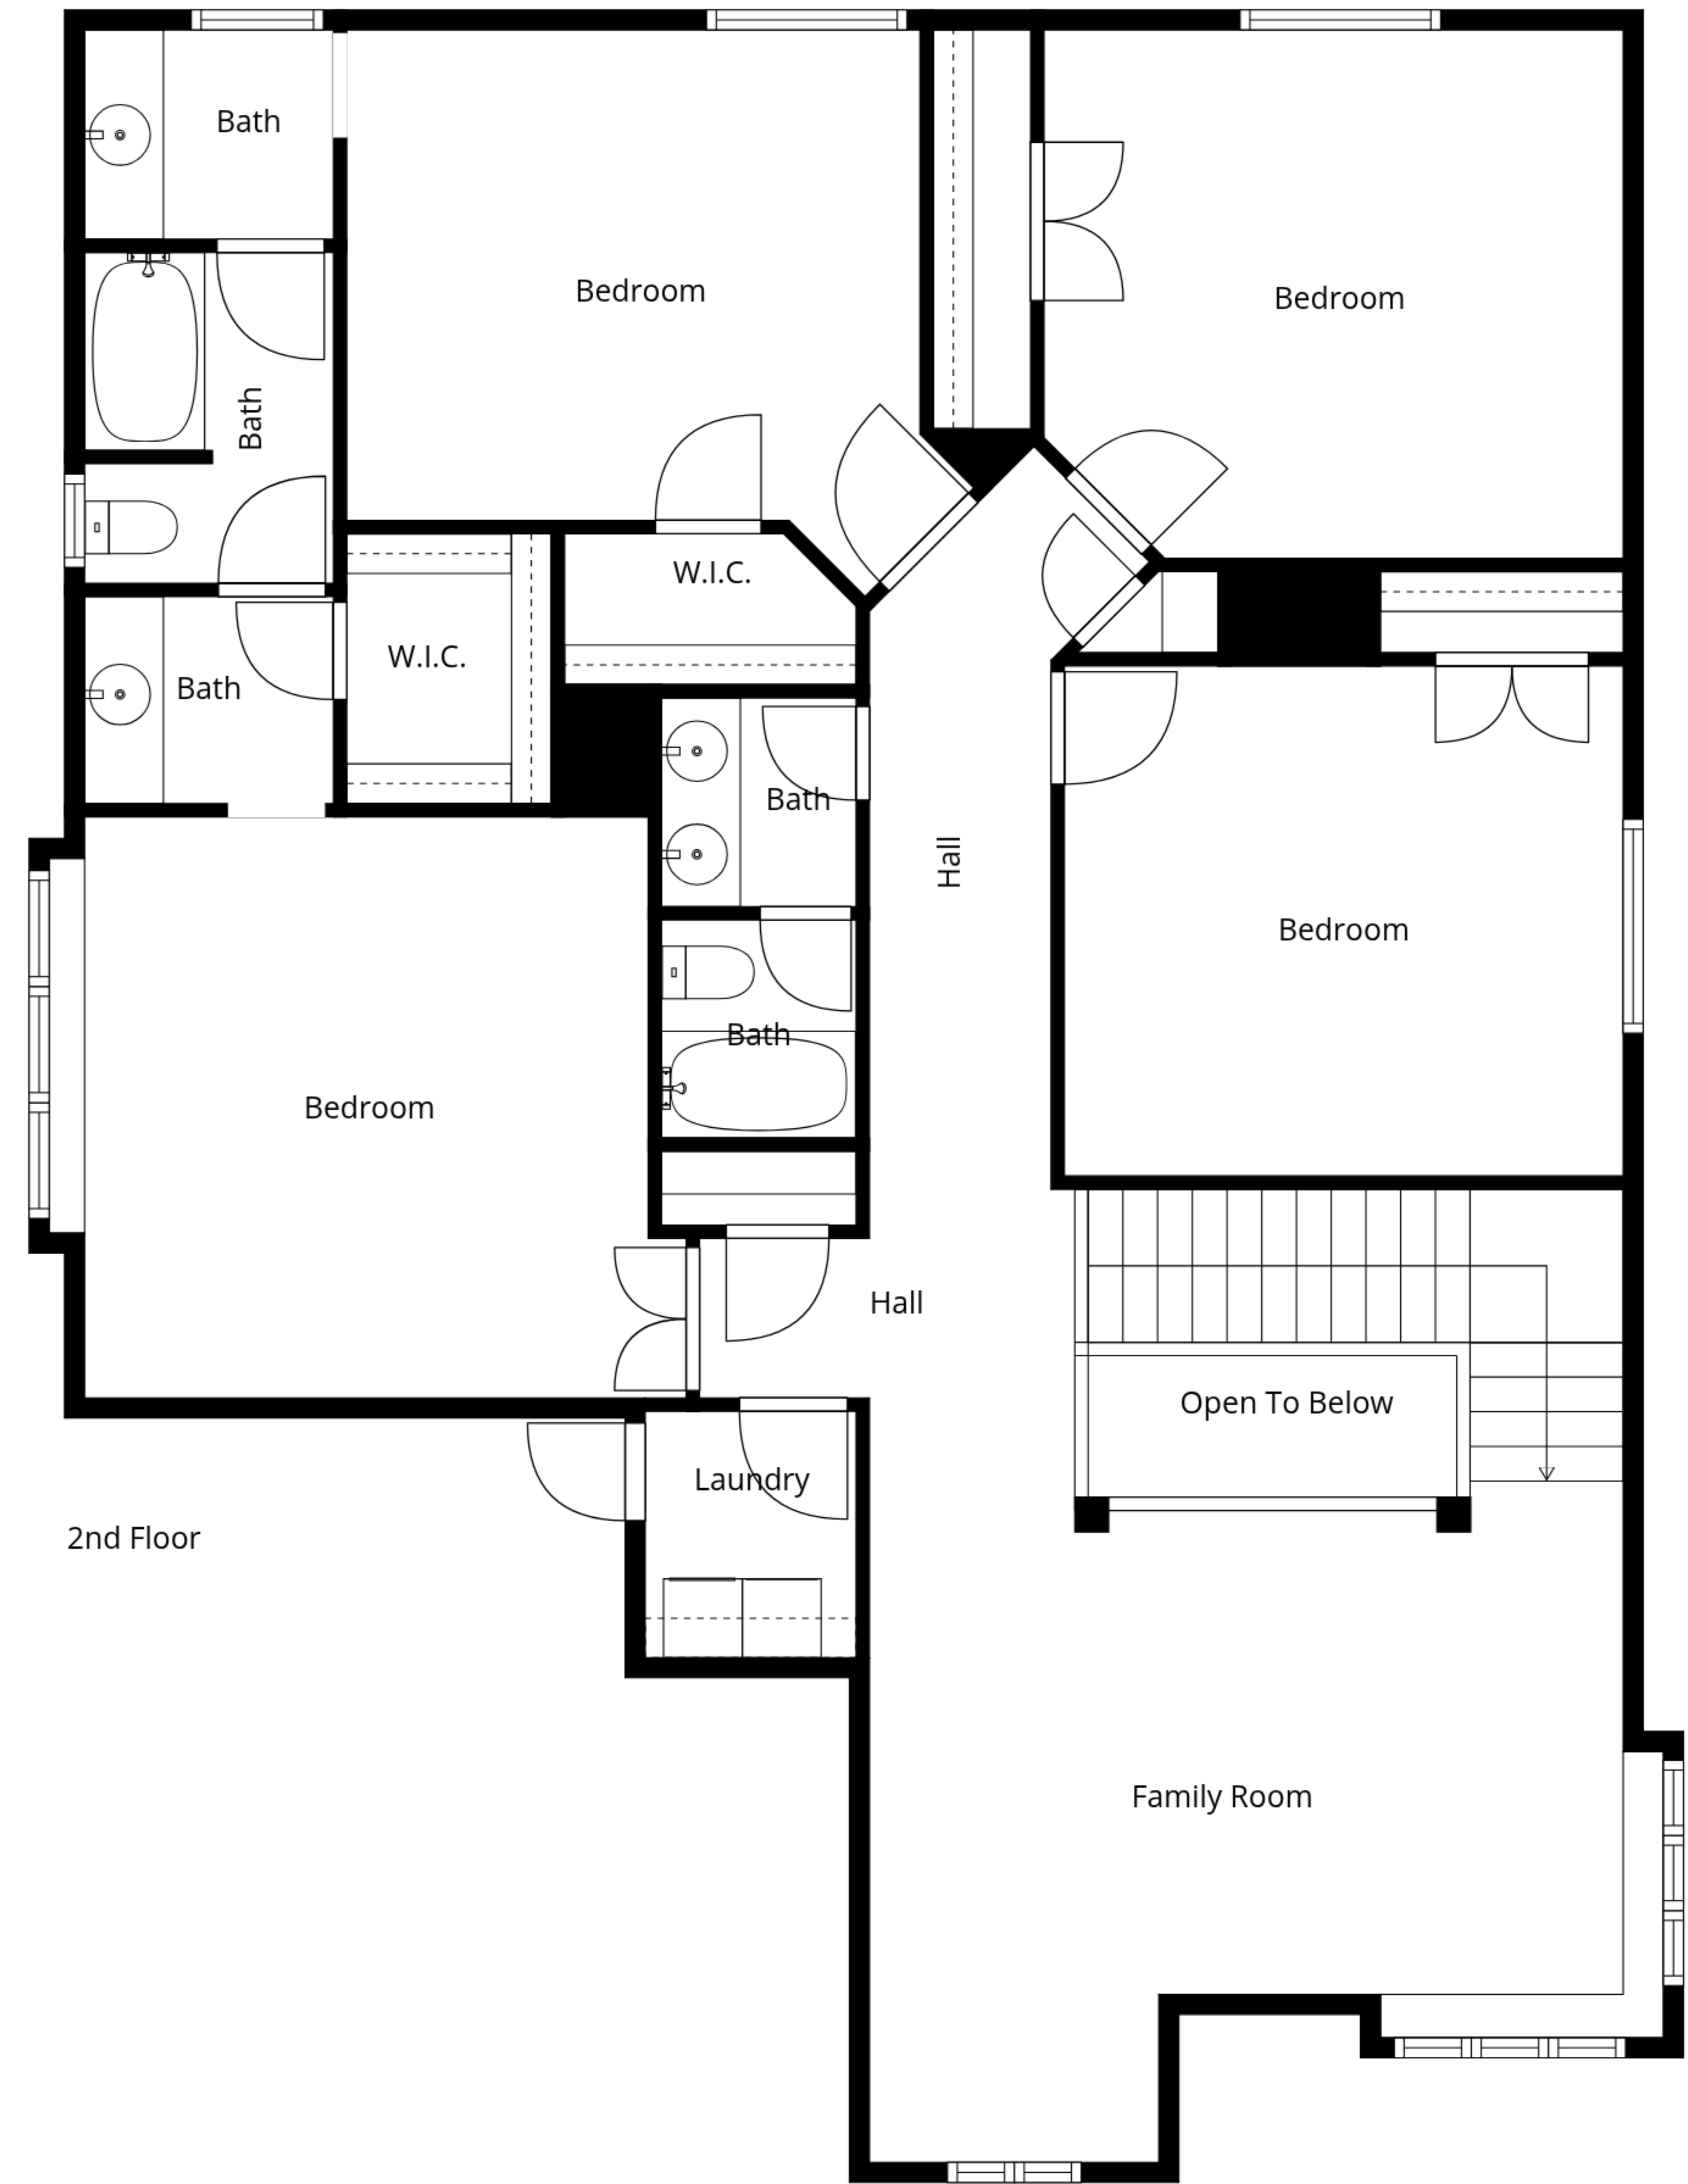 Bath
Bedroom
Bedroom
Bath
W.I.C.
W.I.C.
Bath
Bath
Hall
Bedroom
Bath
Bedroom
Hall
Open To Below
Laundry
2nd Floor
Family Room